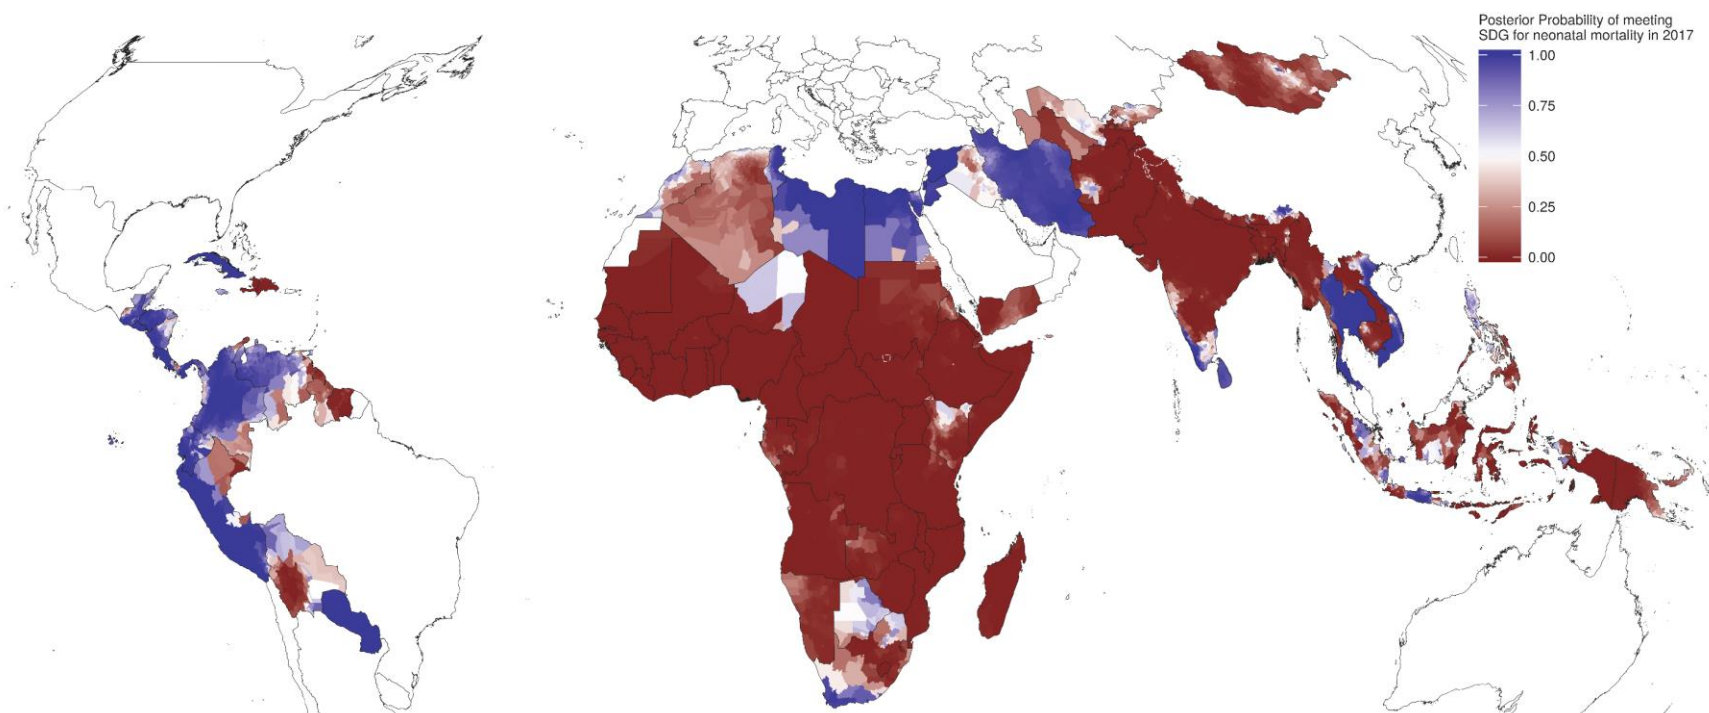 Posterior Probability of meeting
SDG for neonatal mortality in 2017
1.00
0.75
0.50
0.25
0.00